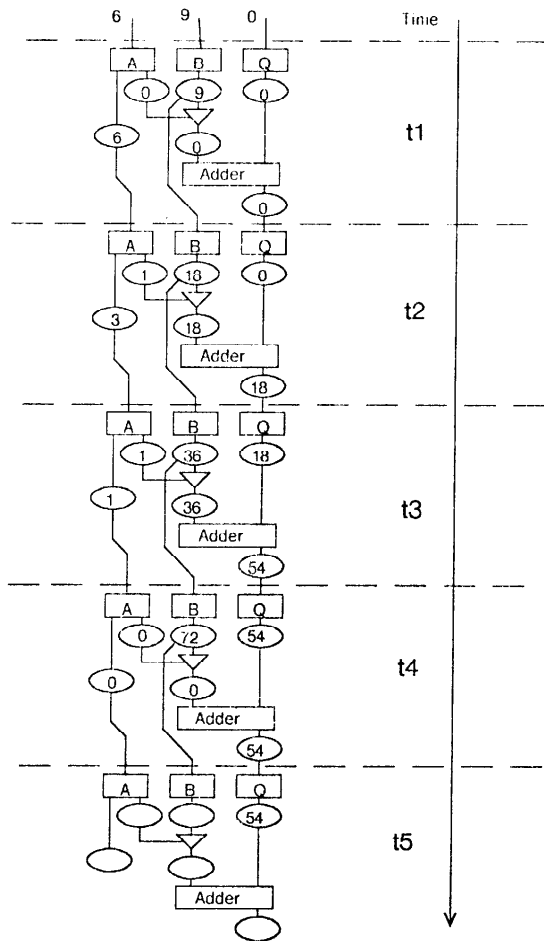 6 9 0 Time
A B Q
0 9 0
6 0 t1
Adder
0
A B Q
1 18 0
3 18 t2
Adder
18
A B Q
1 36 18
1 36 t3
Adder
54
A B Q
0 72 54
0 0 t4
Adder
54
A B Q
54
t5
Adder